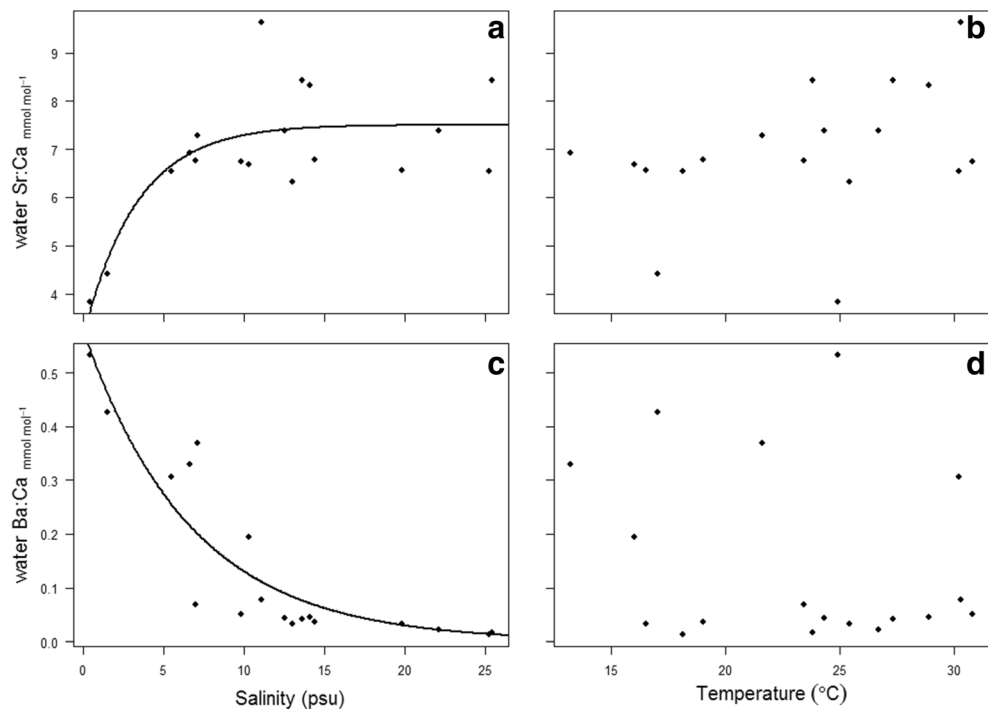 a
water Sr:Ca mmol mol⁻¹
9
8
7
6
5
4
b
c
water Ba:Ca mmol mol⁻¹
0.5
0.4
0.3
0.2
0.1
0.0
0 5 10 15 20 25
Salinity (psu)
d
15 20 25 30
Temperature (°C)